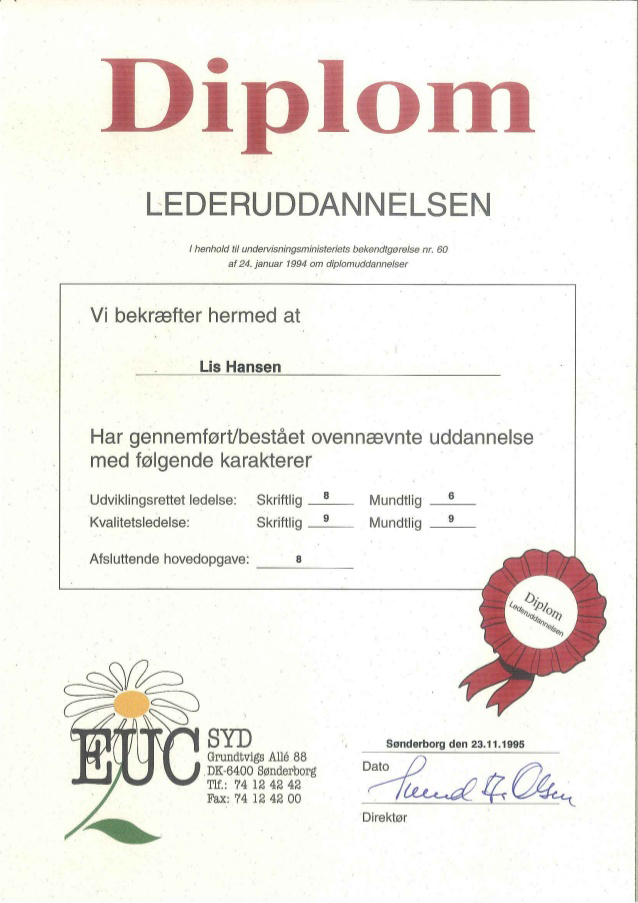 Diplom
LEDERUDDANNELSEN
I henhold til undervisningsministeriets bekendtgørelse nr. 60
af 24. januar 1994 om diplomuddannelser
Vi bekræfter hermed at
Lis Hansen
Har gennemført/bestået ovennævnte uddannelse
med følgende karakterer
Udviklingsrettet ledelse: Skriftlig 8 Mundtlig 6
Kvalitetsledelse: Skriftlig 9 Mundtlig 9
Afsluttende hovedopgave: 8
Diplom
Lederuddannelsen
EUC SYD
Grundtvigs Allé 88
DK-6400 Sønderborg
Tlf.: 74 12 42 42
Fax: 74 12 42 00
Sønderborg den 23.11.1995
Dato
Direktør